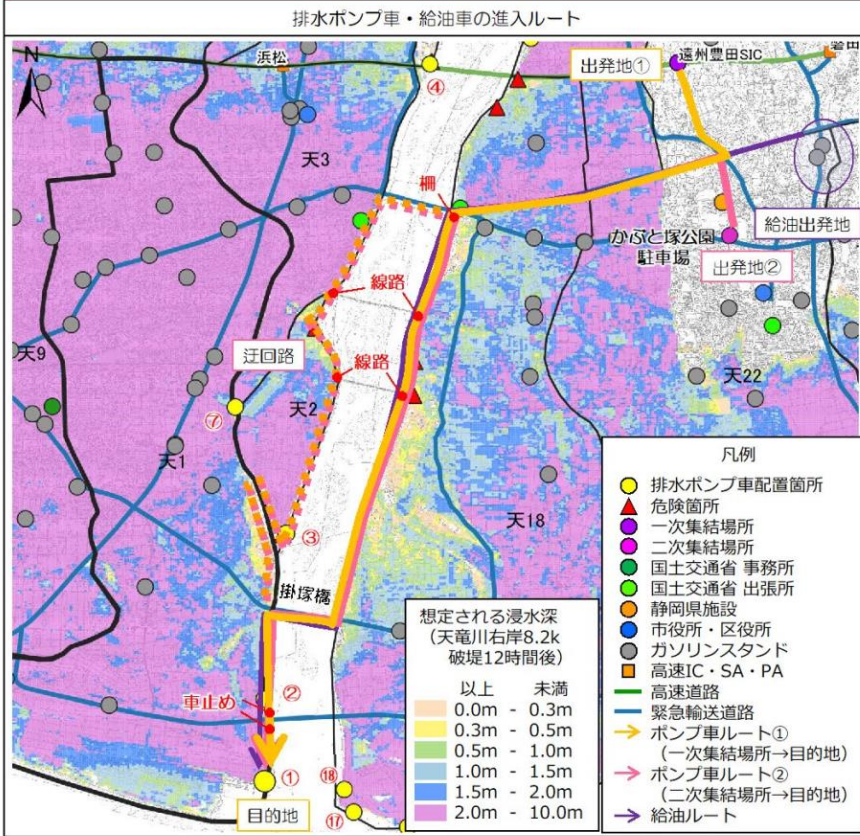 排水ポンプ車・給油車の進入ルート
N
浜松
④
出発地①
遠州豊田SIC
天3
柵
給油出発地
かぶと塚公園
駐車場
出発地②
線路
天9
迂回路
線路
天2
天22
⑦
天1
天18
③
掛塚橋
車止め
②
①
⑱
⑰
目的地
想定される浸水深
（天竜川右岸8.2k
破堤12時間後）
以上 未満
0.0m - 0.3m
0.3m - 0.5m
0.5m - 1.0m
1.0m - 1.5m
1.5m - 2.0m
2.0m - 10.0m
凡例
排水ポンプ車配置箇所
危険箇所
一次集結場所
二次集結場所
国土交通省 事務所
国土交通省 出張所
静岡県施設
市役所・区役所
ガソリンスタンド
高速IC・SA・PA
高速道路
緊急輸送道路
ポンプ車ルート①
（一次集結場所→目的地）
ポンプ車ルート②
（二次集結場所→目的地）
給油ルート